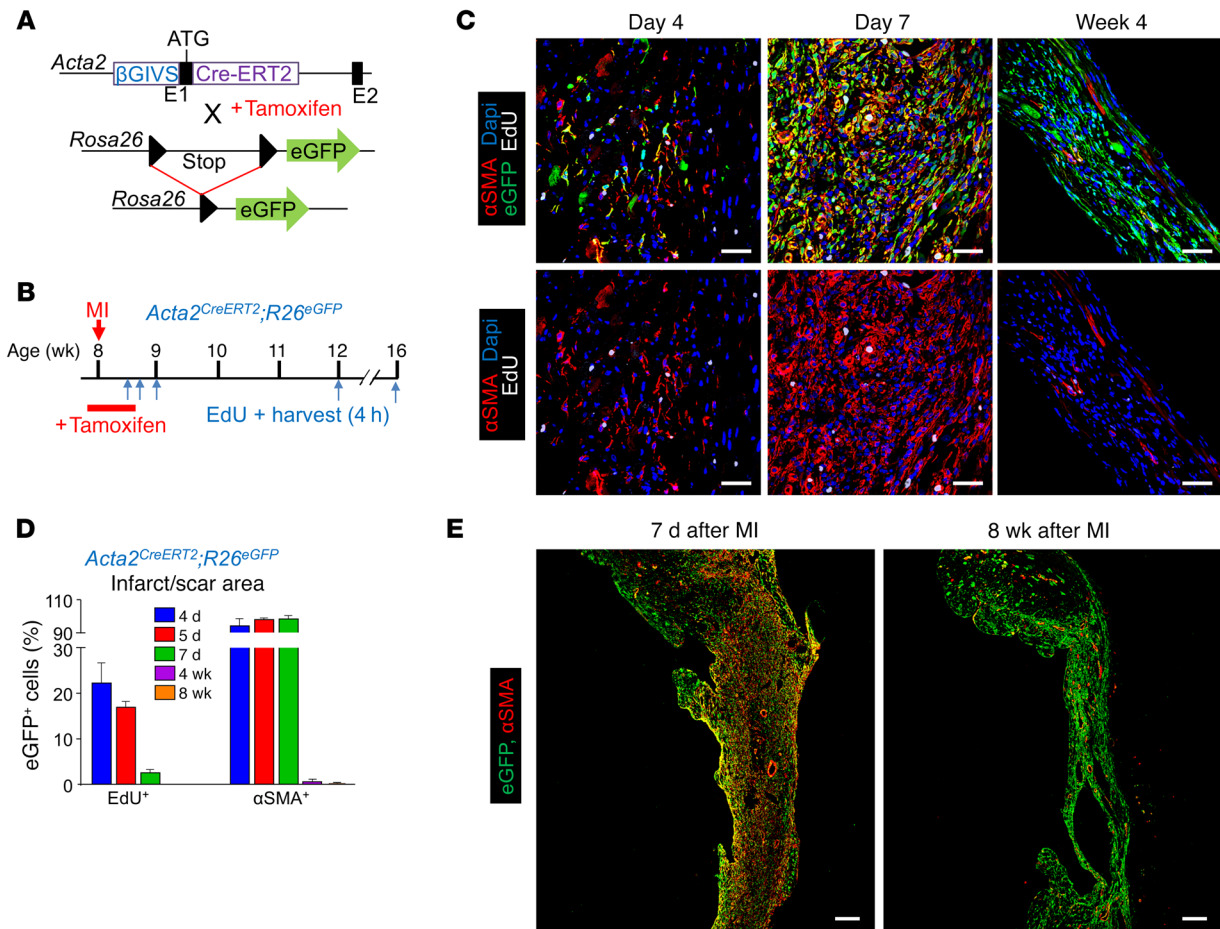 A
ATG
Acta2
βGIVS
Cre-ERT2
E1
E2
X
+Tamoxifen
Rosa26
Stop
eGFP
Rosa26
eGFP
B
Acta2CreERT2;R26eGFP
MI
Age (wk)
8
9
10
11
12
16
+Tamoxifen
EdU + harvest (4 h)
C
Day 4
Day 7
Week 4
αSMA Dapi
eGFP EdU
αSMA Dapi
EdU
D
Acta2CreERT2;R26eGFP
Infarct/scar area
eGFP+ cells (%)
110
90
30
20
10
0
4 d
5 d
7 d
4 wk
8 wk
EdU+
αSMA+
E
7 d after MI
8 wk after MI
eGFP, αSMA